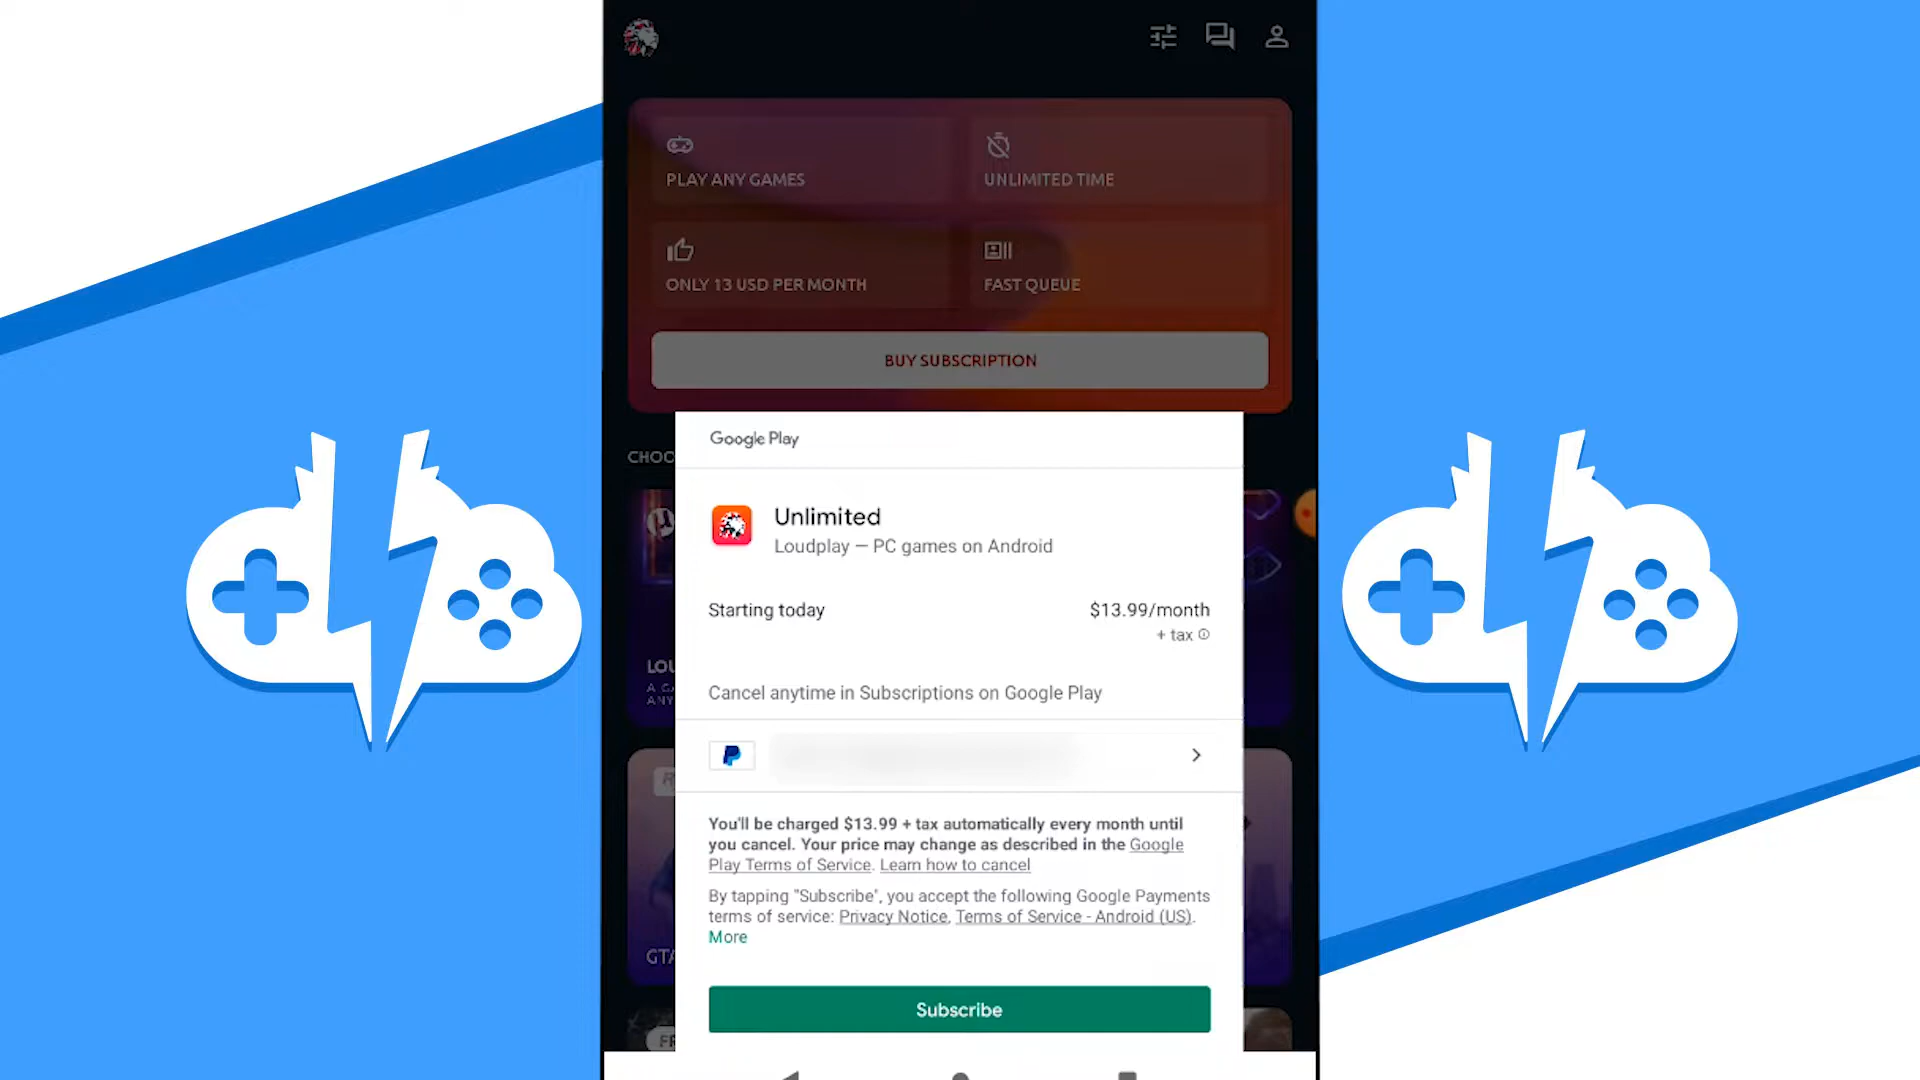 PLAY ANY GAMES
UNLIMITED TIME
ONLY 13 USD PER MONTH
FAST QUEUE
BUY SUBSCRIPTION
CHOO
Google Play
Unlimited
Loudplay — PC games on Android
Starting today
$13.99/month
+ tax
LOU
ANY
Cancel anytime in Subscriptions on Google Play
You'll be charged $13.99 + tax automatically every month until
you cancel. Your price may change as described in the Google
Play Terms of Service. Learn how to cancel
By tapping "Subscribe", you accept the following Google Payments
terms of service: Privacy Notice, Terms of Service - Android (US).
More
GTA
Subscribe